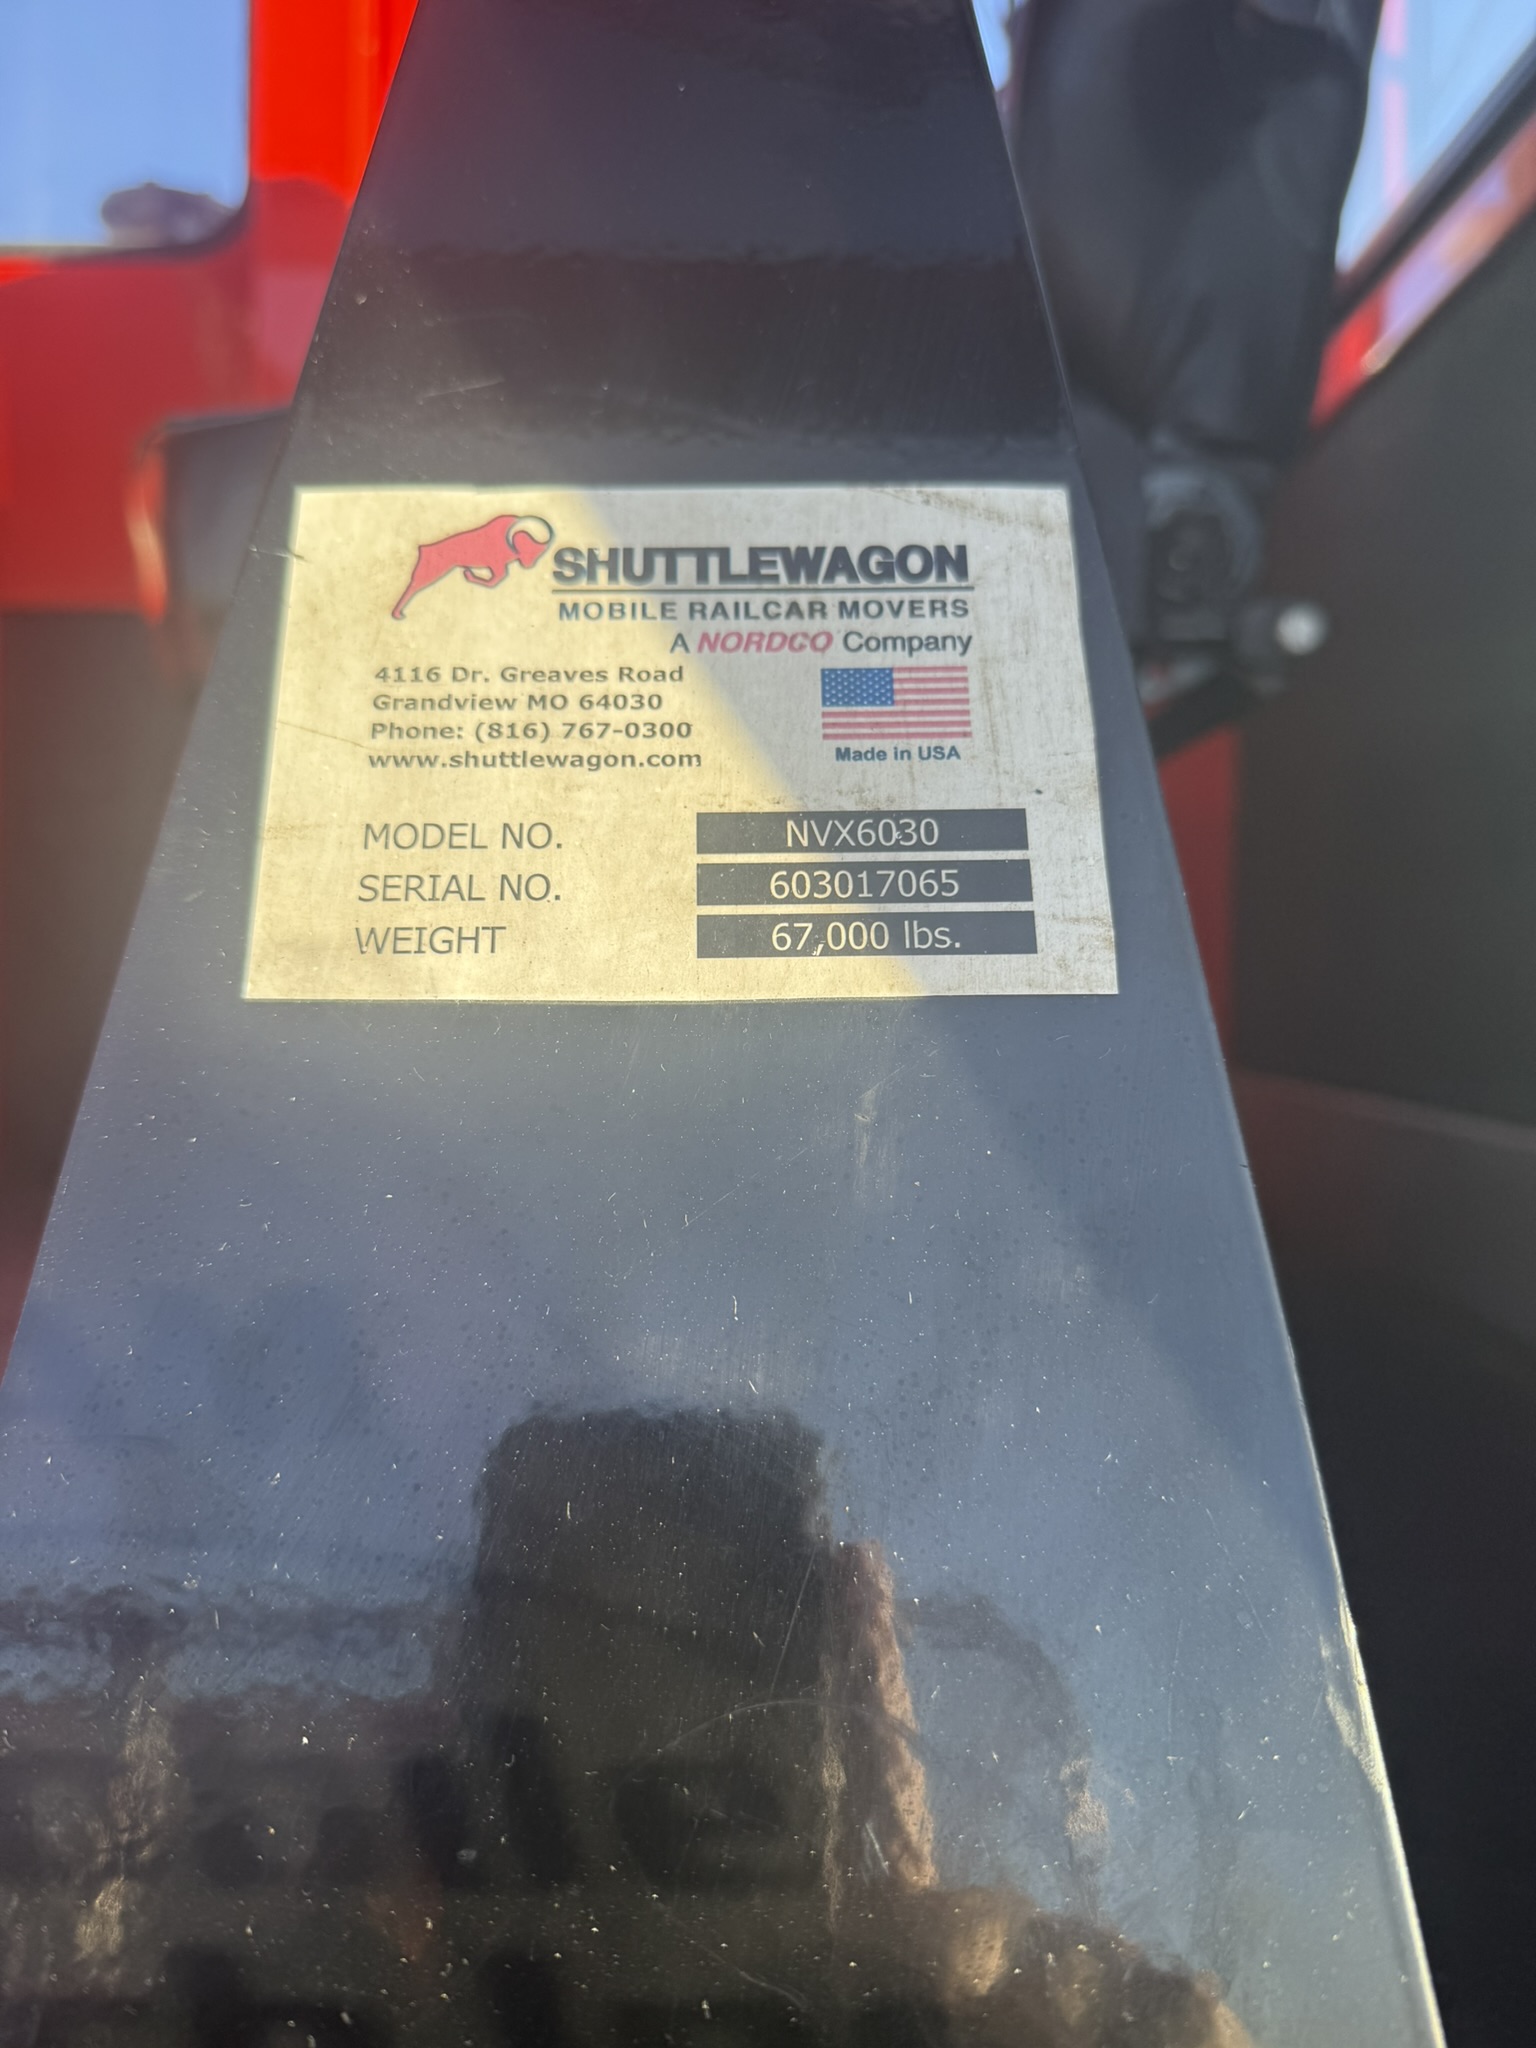 SHUTTLEWAGON
MOBILE RAILCAR MOVERS
A NORDCO Company
4116 Dr. Greaves Road
Grandview MO 64030
Phone: (816) 767-0300
www.shuttlewagon.com
Made in USA
MODEL NO. NVX6030
SERIAL NO. 603017065
WEIGHT 67,000 lbs.